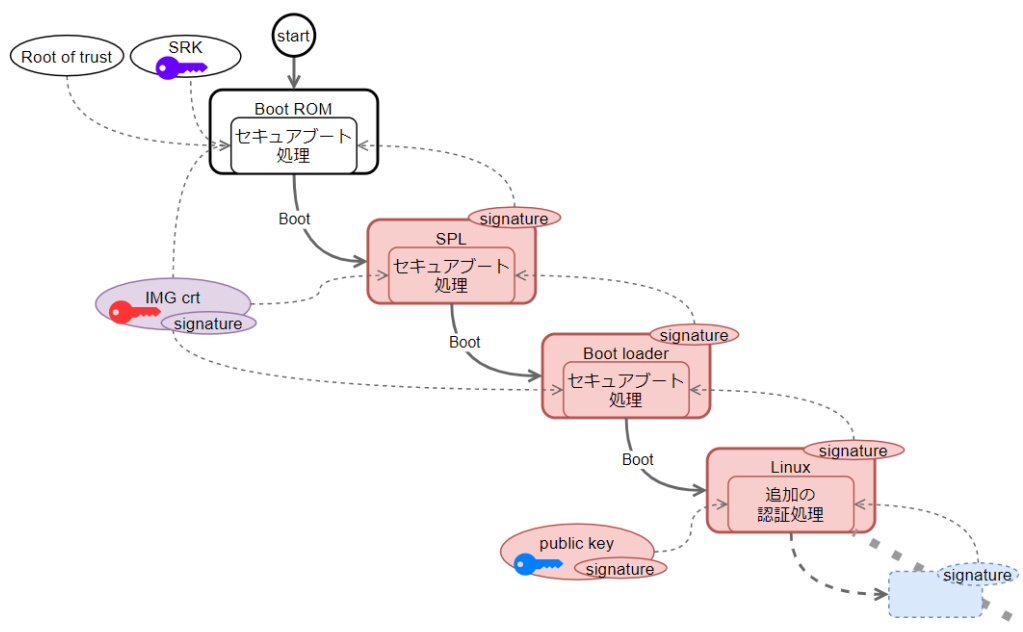 start
Root of trust
SRK
Boot ROM
セキュアブート
処理
Boot
signature
SPL
セキュアブート
処理
IMG crt
signature
Boot
signature
Boot loader
セキュアブート
処理
Boot
signature
Linux
追加の
認証処理
public key
signature
signature